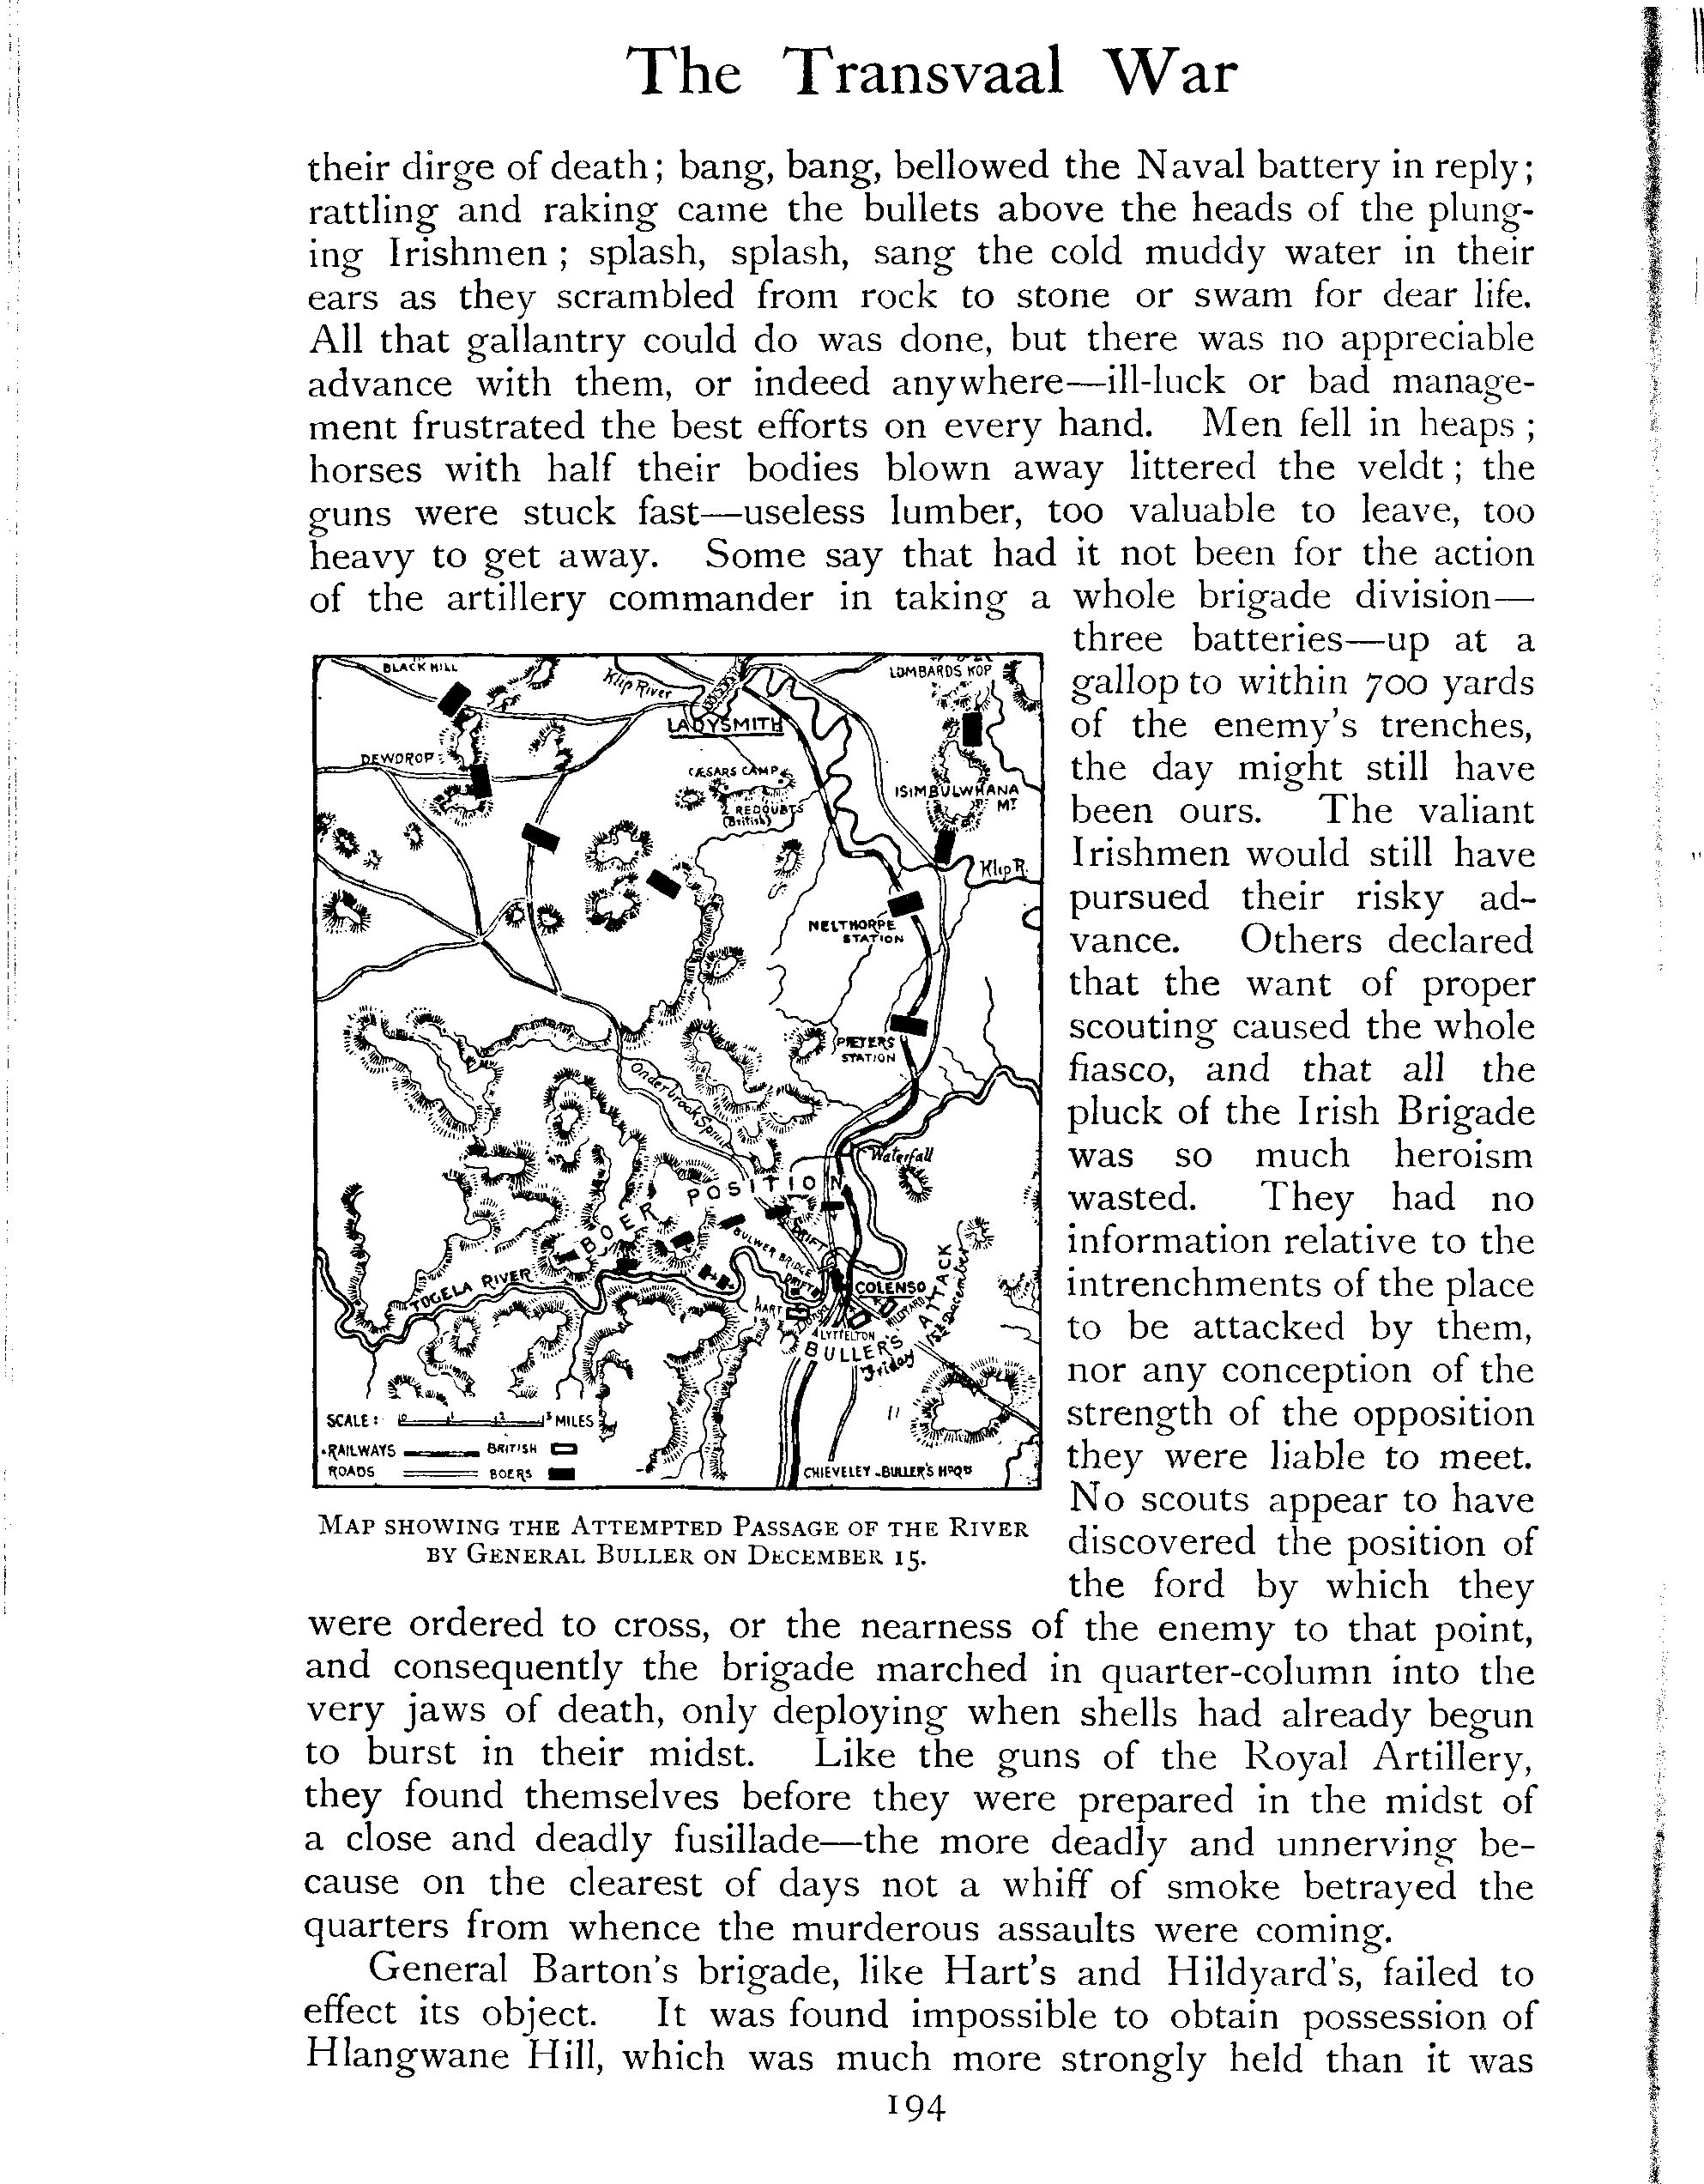 The Transvaal War
their dirge of death; bang, bang, bellowed the Naval battery in reply;
rattling and raking came the bullets above the heads of the plung-
ing Irishmen; splash, splash, sang the cold muddy water in their
ears as they scrambled from rock to stone or swam for dear life.
All that gallantry could do was done, but there was no appreciable
advance with them, or indeed anywhere—ill-luck or bad manage-
ment frustrated the best efforts on every hand. Men fell in heaps;
horses with half their bodies blown away littered the veldt; the
guns were stuck fast—useless lumber, too valuable to leave, too
heavy to get away. Some say that had it not been for the action
of the artillery commander in taking a whole brigade division—
three batteries—up at a
gallop to within 700 yards
of the enemy's trenches,
the day might still have
been ours. The valiant
Irishmen would still have
pursued their risky ad-
vance. Others declared
that the want of proper
scouting caused the whole
fiasco, and that all the
pluck of the Irish Brigade
was so much heroism
wasted. They had no
information relative to the
intrenchments of the place
to be attacked by them,
nor any conception of the
strength of the opposition
they were liable to meet.
No scouts appear to have
discovered the position of
the ford by which they
BLACK HILL
Klip River
LOMBARDS KOP
LADYSMITH
DEWDROP
CÆSARS CAMP
REDOUBTS
(British)
ISIMBULWHANA
MT
Klip R.
NELTHORPE
STATION
PIETERS
STATION
Onderbrook Spruit
Waterfall
BOER POSITION
DRIFT
BULWER BRIDGE
DRIFT
TOGELA RIVER
COLENSO
HART
DONGA
HILDYARD
LYTTELTON
BULLER'S ATTACK
Friday 15th December
SCALE: 0 1 2 3 MILES
RAILWAYS BRITISH
ROADS BOERS
CHIEVELEY - BULLER'S HDQRS
MAP SHOWING THE ATTEMPTED PASSAGE OF THE RIVER
BY GENERAL BULLER ON DECEMBER 15.
were ordered to cross, or the nearness of the enemy to that point,
and consequently the brigade marched in quarter-column into the
very jaws of death, only deploying when shells had already begun
to burst in their midst. Like the guns of the Royal Artillery,
they found themselves before they were prepared in the midst of
a close and deadly fusillade—the more deadly and unnerving be-
cause on the clearest of days not a whiff of smoke betrayed the
quarters from whence the murderous assaults were coming.
General Barton's brigade, like Hart's and Hildyard's, failed to
effect its object. It was found impossible to obtain possession of
Hlangwane Hill, which was much more strongly held than it was
194